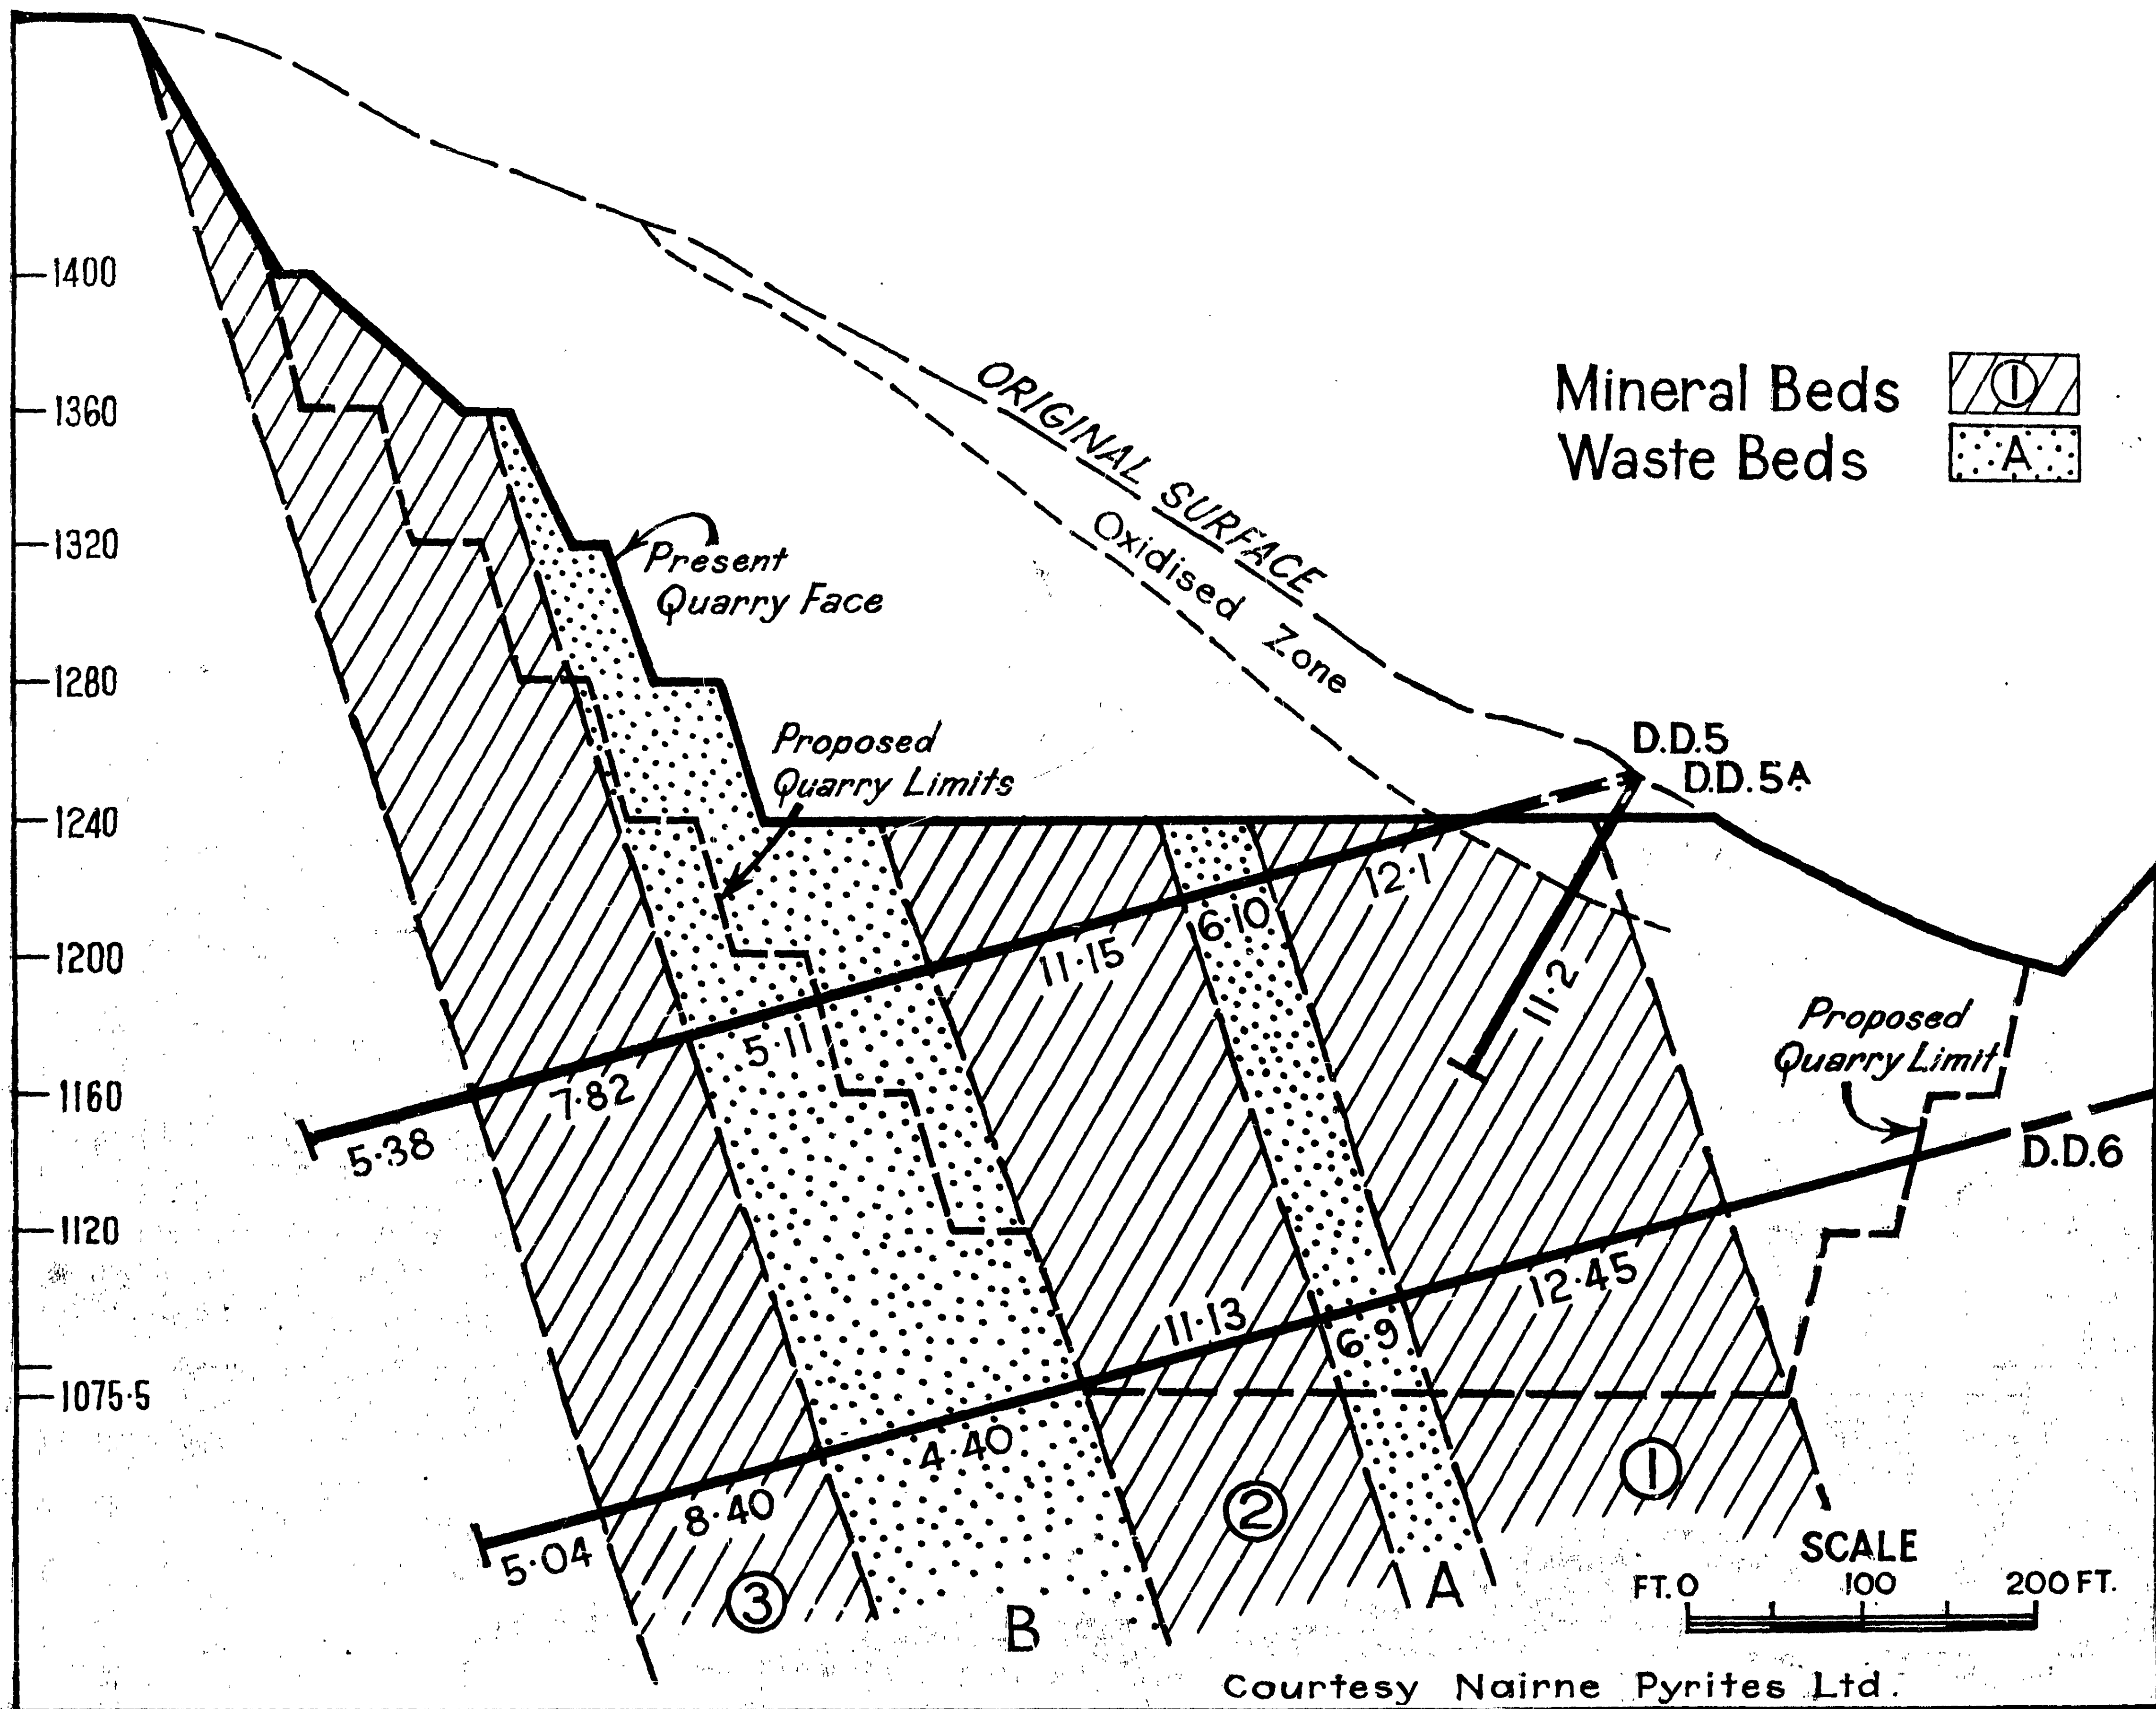 1400
1360
1320
1280
1240
1200
1160
1120
1075·5
ORIGINAL SURFACE
Oxidised Zone
Mineral Beds
1
Waste Beds
A
Present
Quarry Face
Proposed
Quarry Limits
D.D.5
D.D.5A
12·1
6·10
11·15
11·2
5·11
7·82
5·38
Proposed
Quarry Limit
D.D.6
12·45
11·13
6·9
4·40
8·40
5·04
1
2
3
A
B
SCALE
FT. 0 100 200 FT.
Courtesy Nairne Pyrites Ltd.